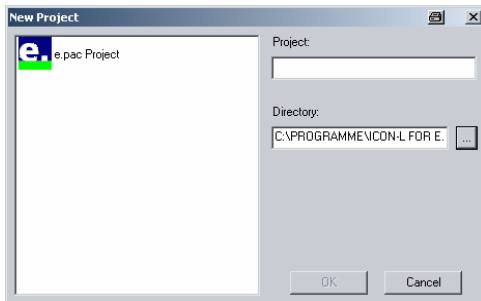 New Project
e. e.pac Project
Project:
Directory:
C:\PROGRAMME\ICON-L FOR E.
...
OK
Cancel